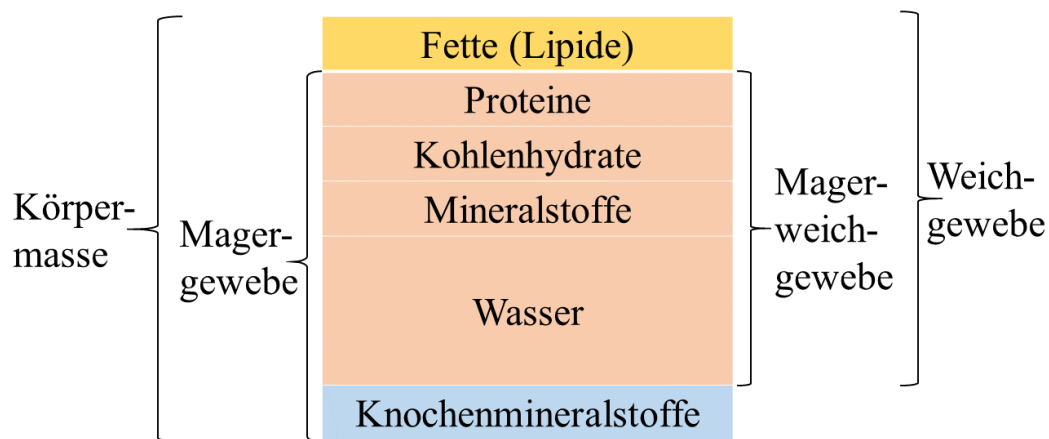 Fette (Lipide)
Proteine
Kohlenhydrate
Mineralstoffe
Wasser
Knochenmineralstoffe
Körper-
masse
Mager-
gewebe
Mager-
weich-
gewebe
Weich-
gewebe